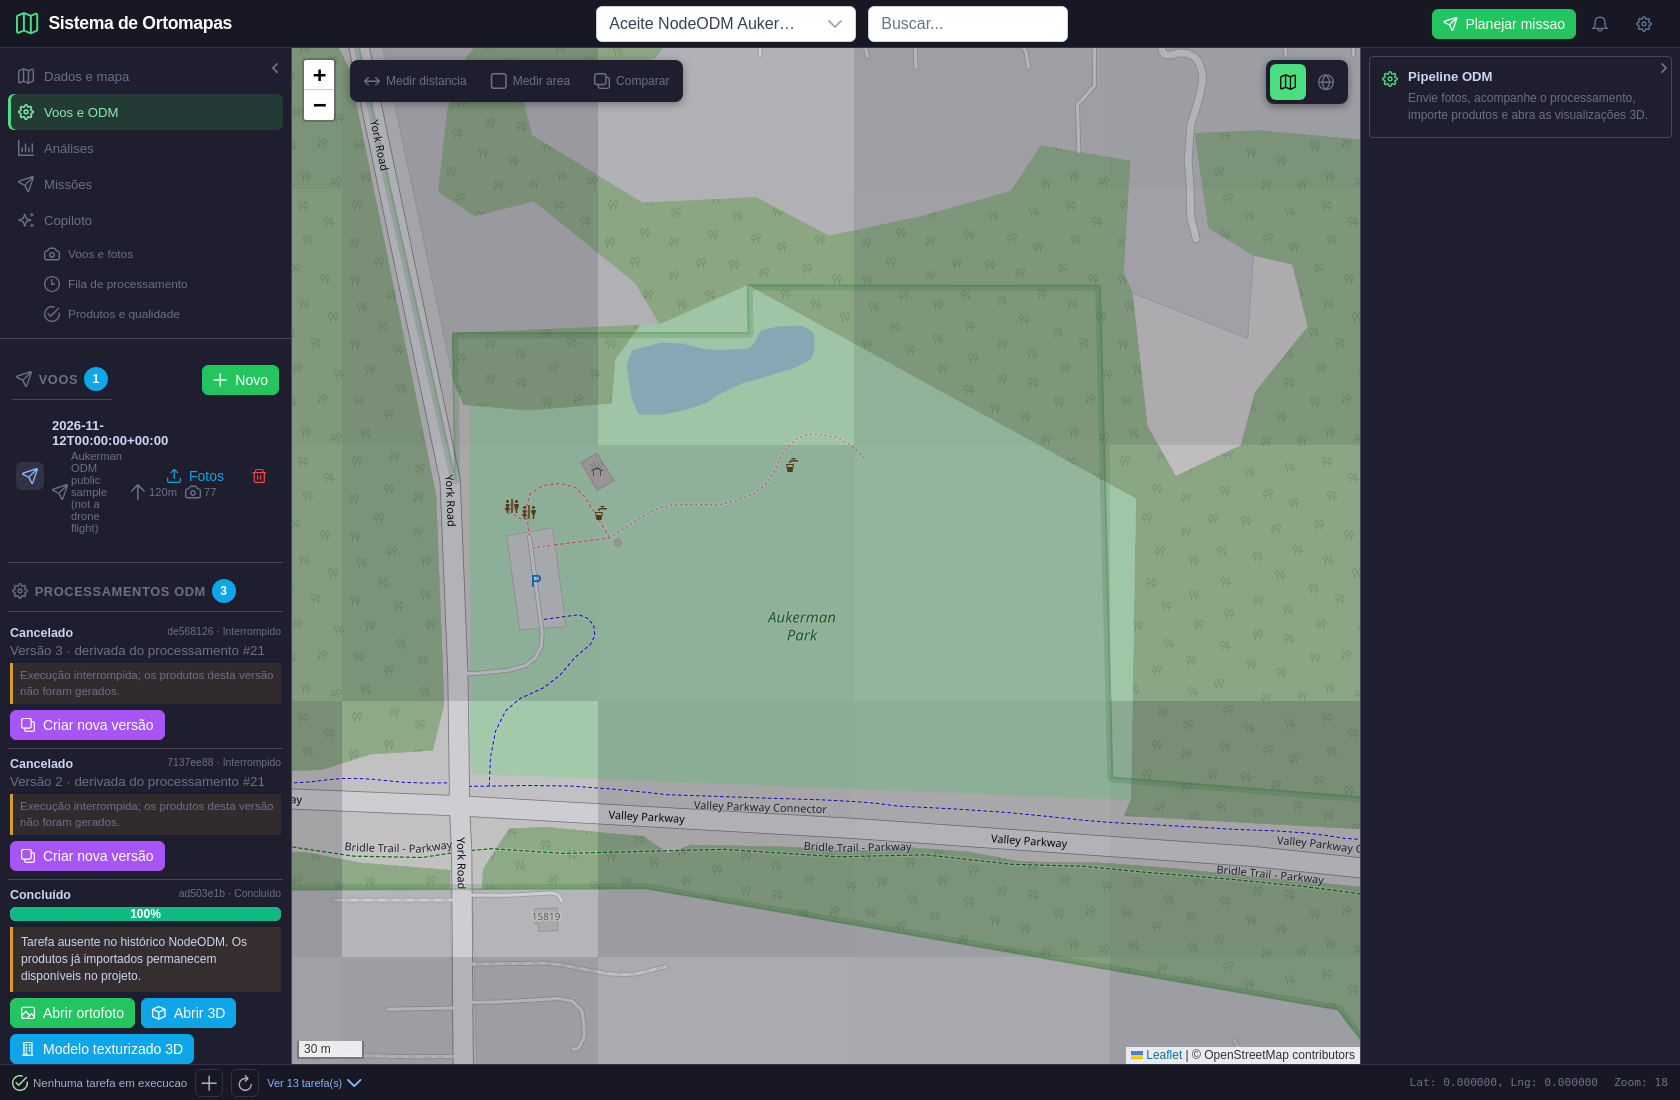 Sistema de Ortomapas
Aceite NodeODM Auker…
Buscar...
Planejar missao
Dados e mapa
Voos e ODM
Análises
Missões
Copiloto
Voos e fotos
Fila de processamento
Produtos e qualidade
VOOS 1
Novo
2026-11-
12T00:00:00+00:00
Aukerman
ODM
public
sample
(not a
drone
flight)
120m
77
Fotos
PROCESSAMENTOS ODM 3
Cancelado
de568126 · Interrompido
Versão 3 · derivada do processamento #21
Execução interrompida; os produtos desta versão
não foram gerados.
Criar nova versão
Cancelado
7137ee88 · Interrompido
Versão 2 · derivada do processamento #21
Execução interrompida; os produtos desta versão
não foram gerados.
Criar nova versão
Concluído
ad503e1b · Concluído
100%
Tarefa ausente no histórico NodeODM. Os
produtos já importados permanecem
disponíveis no projeto.
Abrir ortofoto
Abrir 3D
Modelo texturizado 3D
+
−
Medir distancia
Medir area
Comparar
York Road
York Road
P
Aukerman
Park
ay
Valley Parkway Connector
Valley Parkway
Valley Parkway
Valley Parkway C
Bridle Trail - Parkway
Bridle Trail - Parkway
Bridle Trail - Parkway
York Road
15819
30 m
Leaflet | © OpenStreetMap contributors
Pipeline ODM
Envie fotos, acompanhe o processamento,
importe produtos e abra as visualizações 3D.
Nenhuma tarefa em execucao
Ver 13 tarefa(s)
Lat: 0.000000, Lng: 0.000000
Zoom: 18